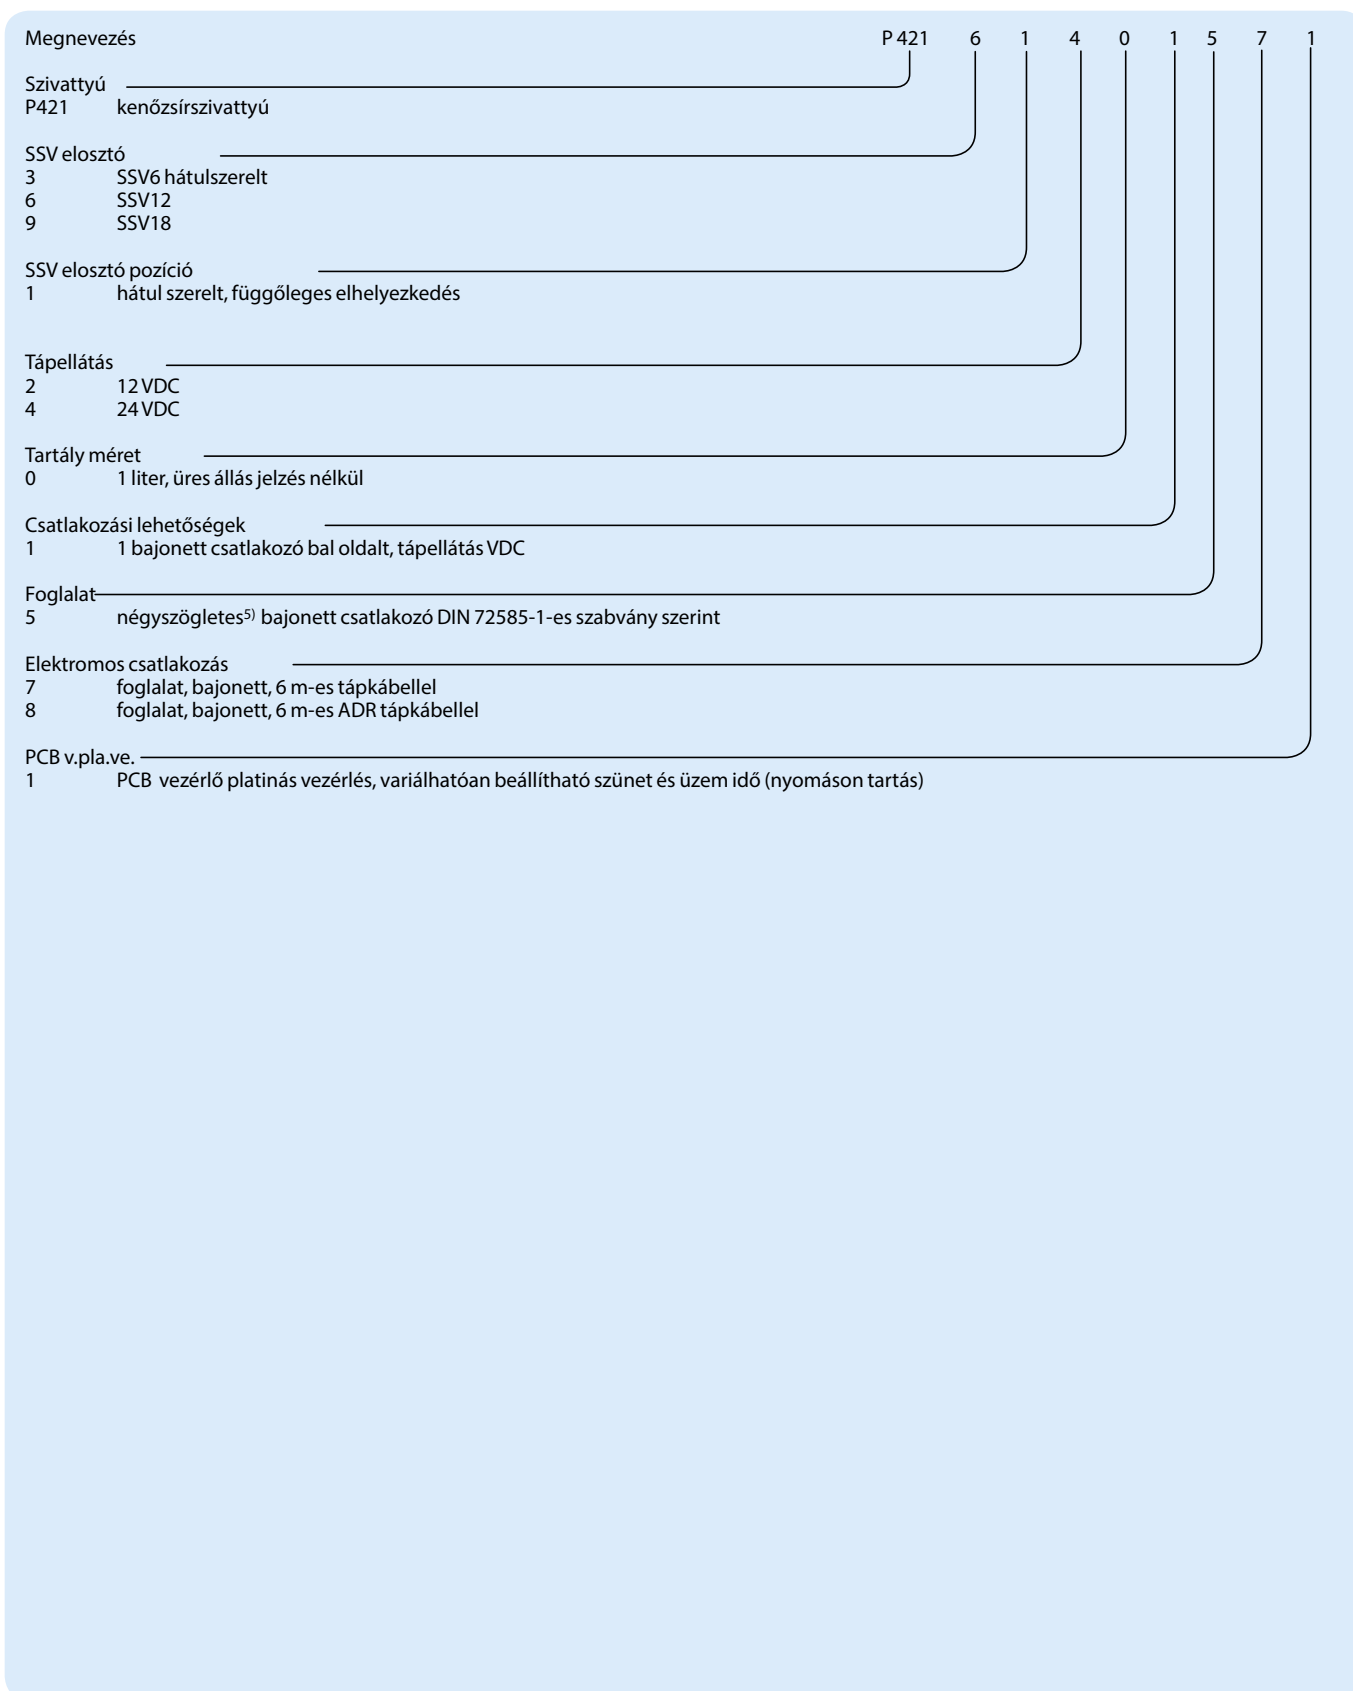 Megnevezés P 421 6 1 4 0 1 5 7 1
Szivattyú
P421 kenőzsírszivattyú
SSV elosztó
3 SSV6 hátulszerelt
6 SSV12
9 SSV18
SSV elosztó pozíció
1 hátul szerelt, függőleges elhelyezkedés
Tápellátás
2 12 VDC
4 24 VDC
Tartály méret
0 1 liter, üres állás jelzés nélkül
Csatlakozási lehetőségek
1 1 bajonett csatlakozó bal oldalt, tápellátás VDC
Foglalat
5 négyszögletes5) bajonett csatlakozó DIN 72585-1-es szabvány szerint
Elektromos csatlakozás
7 foglalat, bajonett, 6 m-es tápkábellel
8 foglalat, bajonett, 6 m-es ADR tápkábellel
PCB v.pla.ve.
1 PCB vezérlő platinás vezérlés, variálhatóan beállítható szünet és üzem idő (nyomáson tartás)